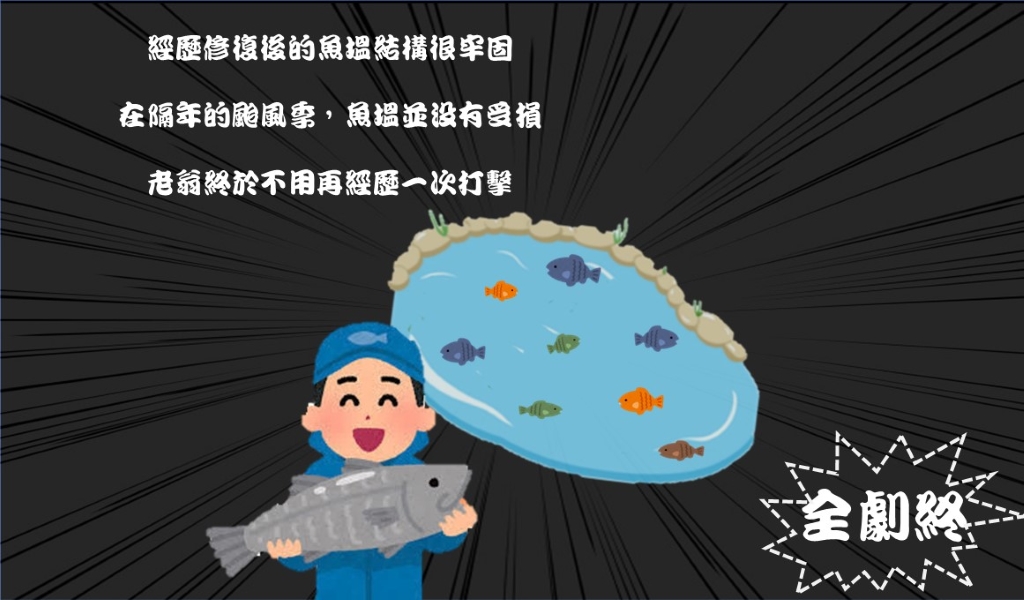 經歷修復後的魚塭結構很牢固
在隔年的颱風季，魚塭並没有受損
老翁終於不用再經歷一次打擊
全劇終